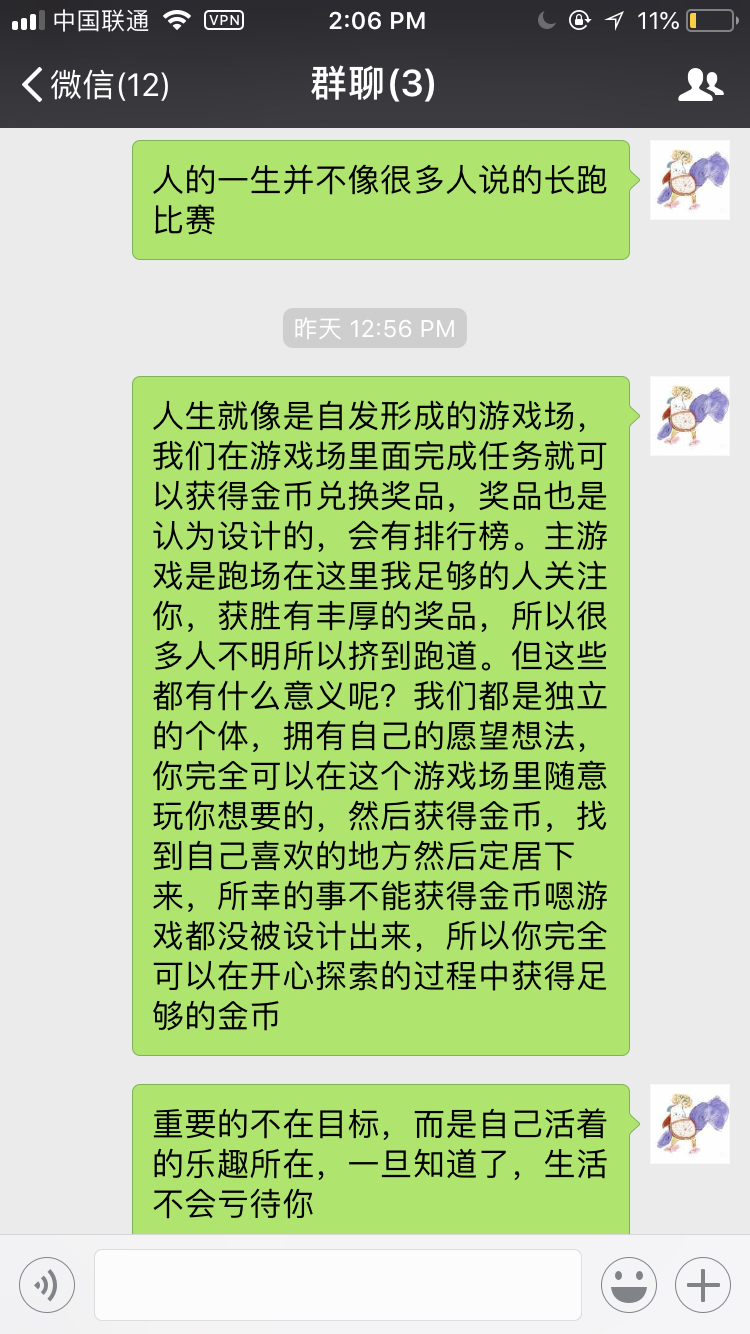 中国联通 VPN 2:06 PM 11%
微信(12) 群聊(3)
人的一生并不像很多人说的长跑
比赛
昨天 12:56 PM
人生就像是自发形成的游戏场，
我们在游戏场里面完成任务就可
以获得金币兑换奖品，奖品也是
认为设计的，会有排行榜。主游
戏是跑场在这里我足够的人关注
你，获胜有丰厚的奖品，所以很
多人不明所以挤到跑道。但这些
都有什么意义呢？我们都是独立
的个体，拥有自己的愿望想法，
你完全可以在这个游戏场里随意
玩你想要的，然后获得金币，找
到自己喜欢的地方然后定居下
来，所幸的事不能获得金币嗯游
戏都没被设计出来，所以你完全
可以在开心探索的过程中获得足
够的金币
重要的不在目标，而是自己活着
的乐趣所在，一旦知道了，生活
不会亏待你